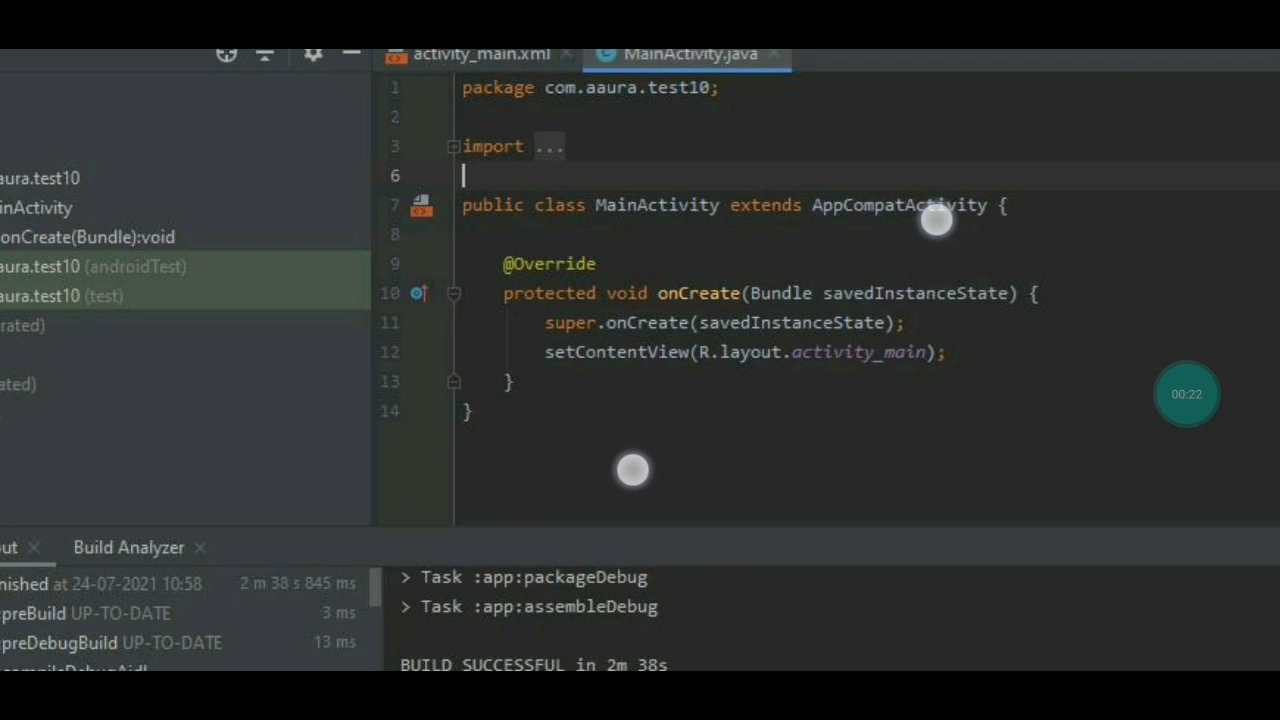 activity_main.xml
MainActivity.java
1 package com.aaura.test10;
2
3 import ...
6
7 public class MainActivity extends AppCompatActivity {
8
9 @Override
10 protected void onCreate(Bundle savedInstanceState) {
11 super.onCreate(savedInstanceState);
12 setContentView(R.layout.activity_main);
13 }
14 }
aura.test10
inActivity
onCreate(Bundle):void
aura.test10 (androidTest)
aura.test10 (test)
rated)
ated)
00:22
ut
Build Analyzer
nished at 24-07-2021 10:58 2 m 38 s 845 ms
:preBuild UP-TO-DATE 3 ms
:preDebugBuild UP-TO-DATE 13 ms
> Task :app:packageDebug
> Task :app:assembleDebug
BUILD SUCCESSFUL in 2m 38s